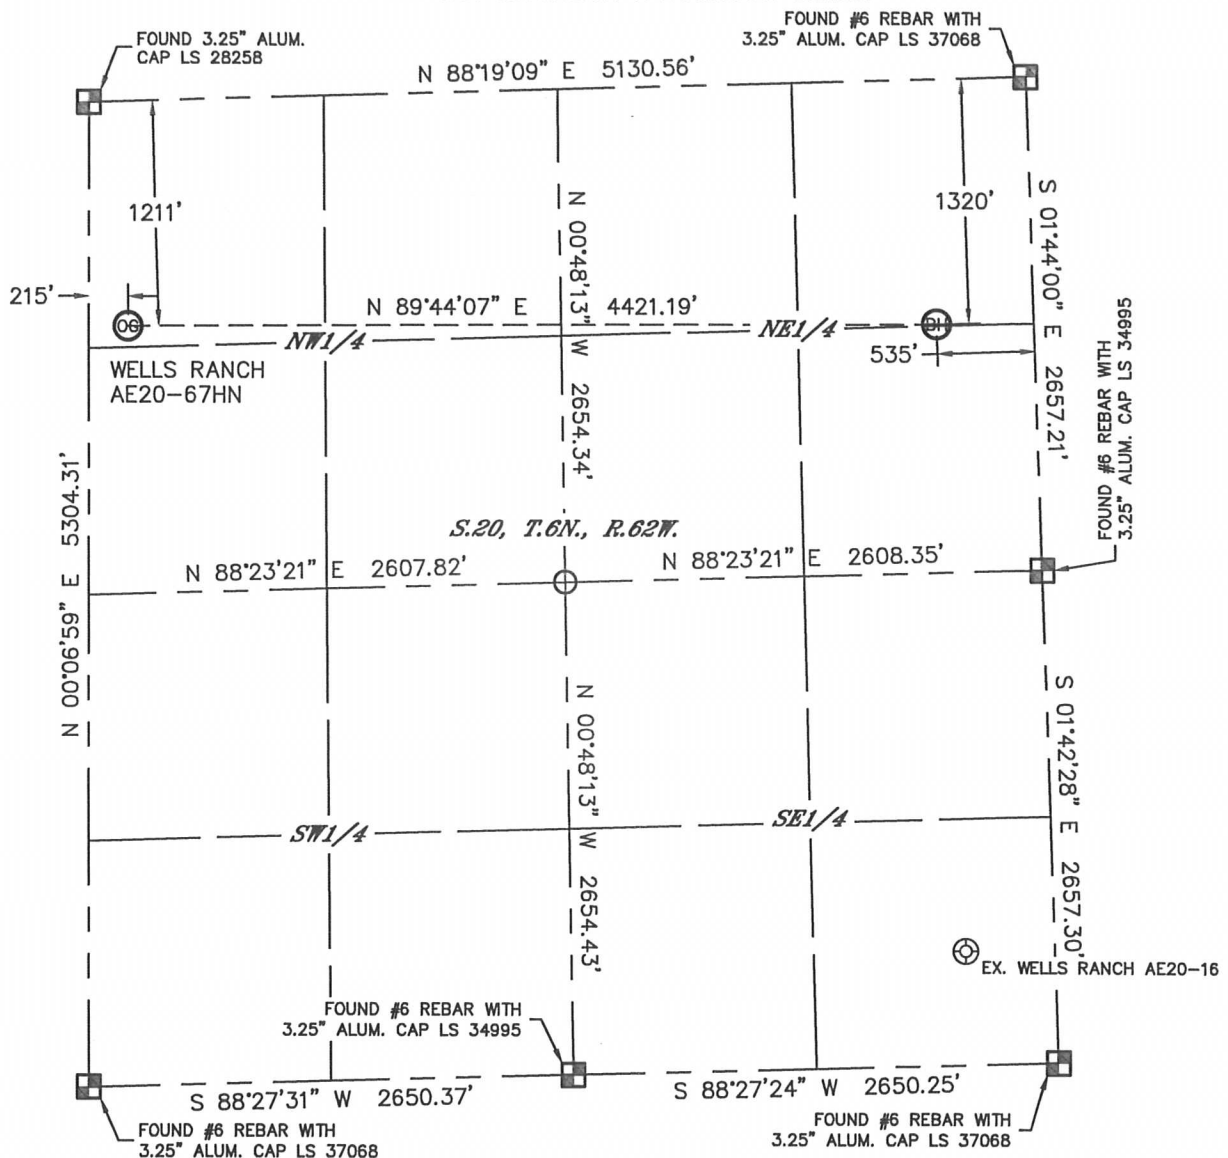 FOUND 3.25" ALUM.
CAP LS 28258
FOUND #6 REBAR WITH
3.25" ALUM. CAP LS 37068
N 88°19'09" E 5130.56'
1211'
1320'
N 00°48'13" W 2654.34'
S 01°44'00" E 2657.21'
215'
N 89°44'07" E 4421.19'
OG
BH
NW1/4
NE1/4
535'
WELLS RANCH
AE20-67HN
FOUND #6 REBAR WITH
3.25" ALUM. CAP LS 34995
N 00°06'59" E 5304.31'
S.20, T.6N., R.62W.
N 88°23'21" E 2607.82'
N 88°23'21" E 2608.35'
N 00°48'13" W 2654.43'
S 01°42'28" E 2657.30'
SW1/4
SE1/4
EX. WELLS RANCH AE20-16
FOUND #6 REBAR WITH
3.25" ALUM. CAP LS 34995
S 88°27'31" W 2650.37'
S 88°27'24" W 2650.25'
FOUND #6 REBAR WITH
3.25" ALUM. CAP LS 37068
FOUND #6 REBAR WITH
3.25" ALUM. CAP LS 37068